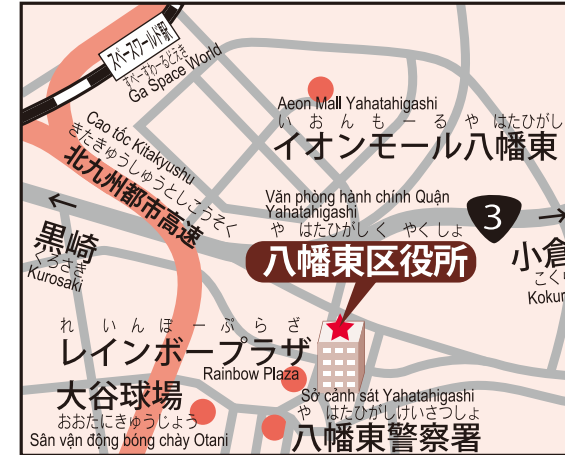 スペースワールド駅
すぺーすわーるどえき
Ga Space World
Cao tốc Kitakyushu
きたきゅうしゅうとしこうそく
北九州都市高速
Aeon Mall Yahatahigashi
いおんもーる や はたひがし
イオンモール八幡東
Văn phòng hành chính Quận
Yahatahigashi
や はたひがしく やくしょ
八幡東区役所
3
←
黒崎
くろさき
Kurosaki
→
小倉
れいんぼーぷらざ
レインボープラザ
Rainbow Plaza
大谷球場
おおたにきゅうじょう
Sân vận động bóng chày Otani
Sở cảnh sát Yahatahigashi
や はたひがしけいさつしょ
八幡東警察署